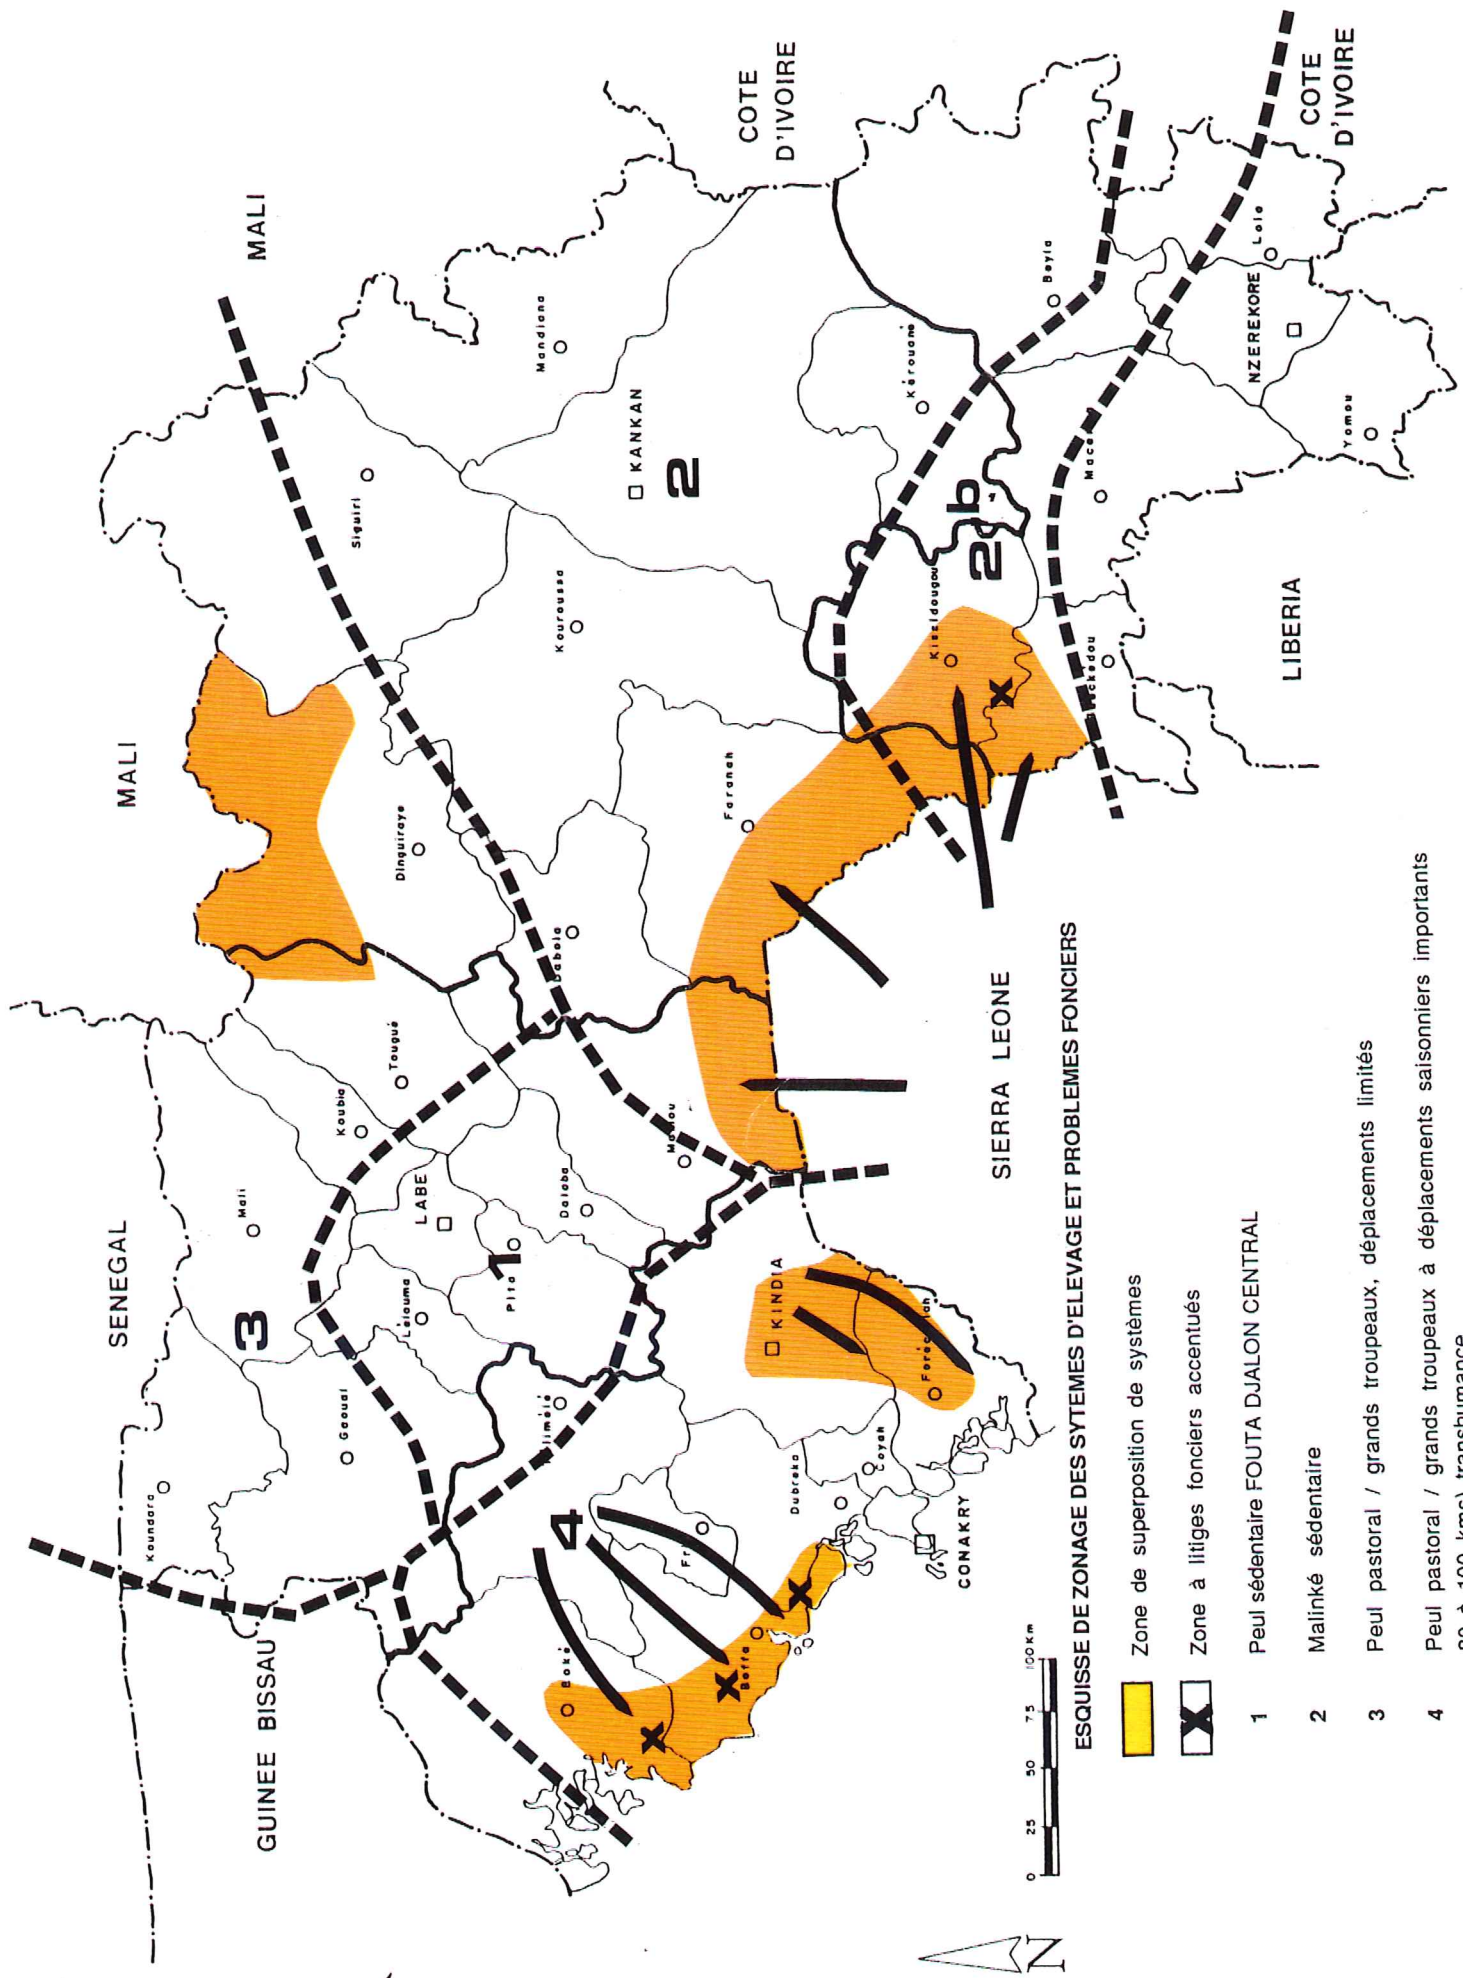 SENEGAL
GUINEE BISSAU
MALI
MALI
COTE
D'IVOIRE
COTE
D'IVOIRE
LIBERIA
SIERRA LEONE
Koundara
Mali
3
Gaoual
Koubia
Tougué
LABE
Lélouma
Pita
1
Dalaba
Dinguiraye
Siguiri
Mandiana
KANKAN
2
Kouroussa
Faranah
Kérouané
Beyla
2b
Kissidougou
NZEREKORE
Lola
Yomou
KINDIA
Dubreka
Coyah
CONAKRY
Boké
4
Boffa
N
0 25 50 75 100Km
ESQUISSE DE ZONAGE DES SYTEMES D'ELEVAGE ET PROBLEMES FONCIERS
Zone de superposition de systèmes
X Zone à litiges fonciers accentués
1 Peul sédentaire FOUTA DJALON CENTRAL
2 Malinké sédentaire
3 Peul pastoral / grands troupeaux, déplacements limités
4 Peul pastoral / grands troupeaux à déplacements saisonniers importants